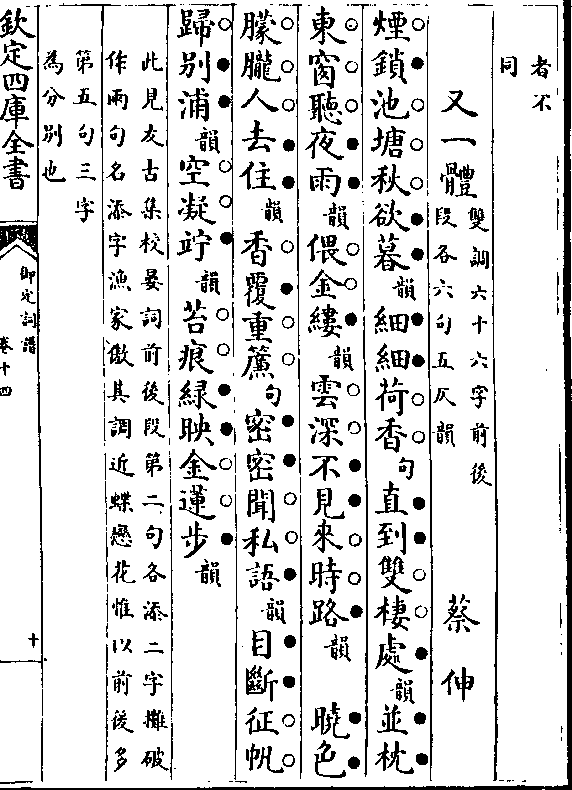 者不
同
又一體 雙調六十六字前後 蔡伸
段各六句五仄韻
煙鎖池塘秋欲暮韻細細荷香句直到雙棲處韻並枕
東窗聽夜雨韻偎金縷韻雲深不見來時路韻 曉色
朦朧人去住韻香覆重簾句密密聞私語韻目斷征帆
歸别浦韻空凝竚韻苔痕緑映金蓮步韻
此見友古集校晏詞前後段第二句各添二字攤破
作兩句名添字漁家傲其調近蝶戀花惟以前後多
第五句三字
為分别也
欽定四庫全書
御定詞譜
卷十四
十